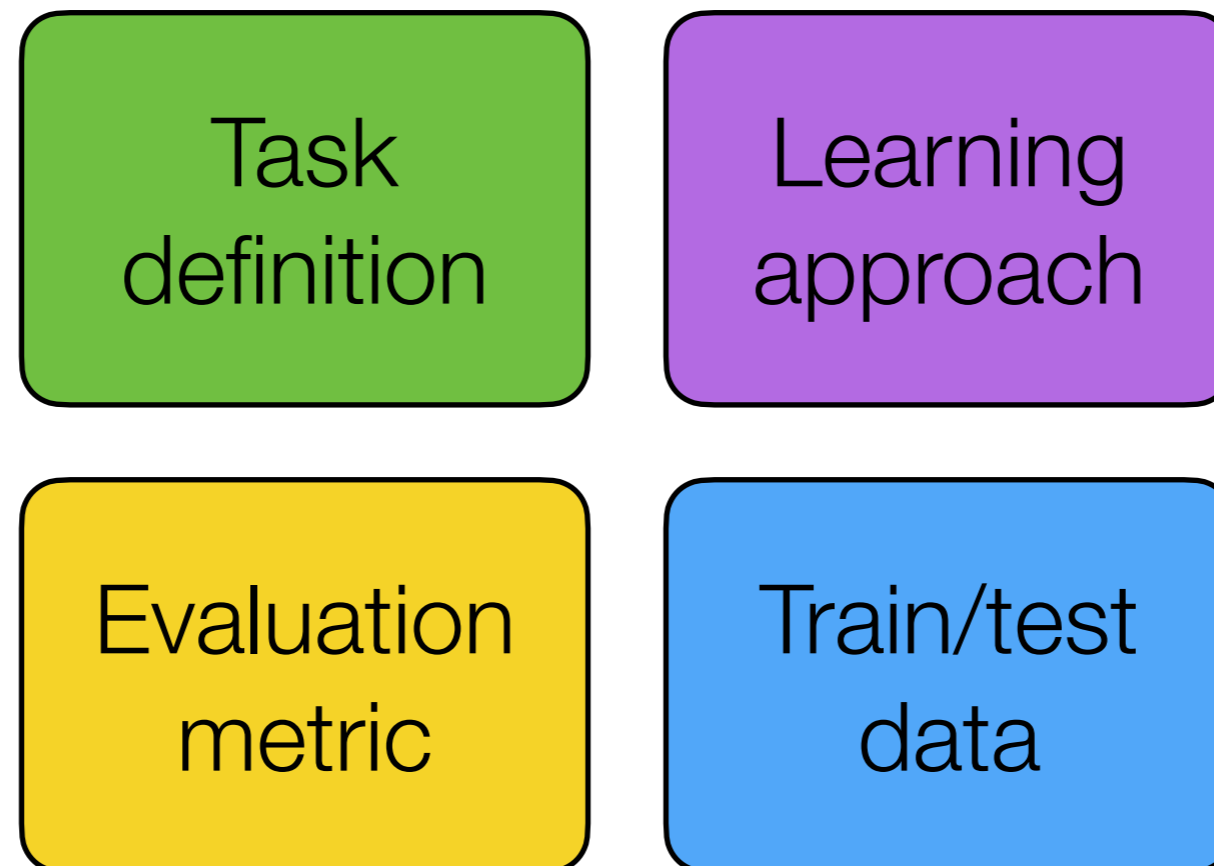 Task
definition
Learning
approach
Evaluation
metric
Train/test
data